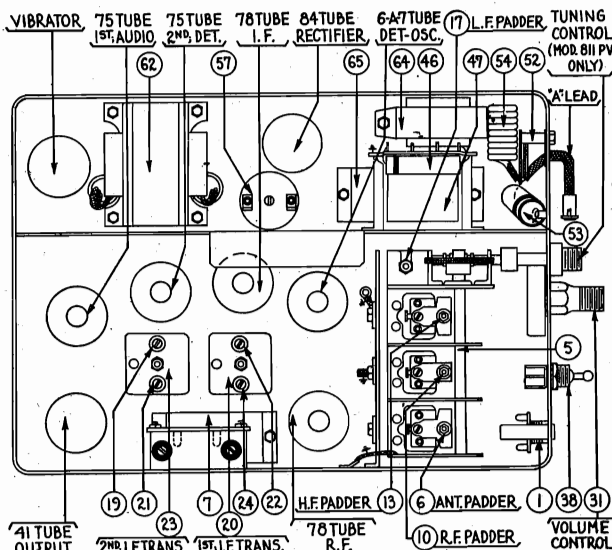 VIBRATOR
75 TUBE
1ST. AUDIO
75 TUBE
2ND. DET.
78 TUBE
I.F.
84 TUBE
RECTIFIER
6-A-7 TUBE
DET-OSC.
17
L.F. PADDER
TUNING
CONTROL
(MOD. 811 PV
ONLY)
62
57
65
64
46
47
54
52
"A" LEAD
53
5
19
21
23
7
20
24
22
H.F. PADDER
13
6
ANT. PADDER
10
R.F. PADDER
1
38
31
41 TUBE
OUTPUT
2ND. I.F. TRANS.
1ST. I.F. TRANS.
78 TUBE
R.F.
VOLUME
CONTROL